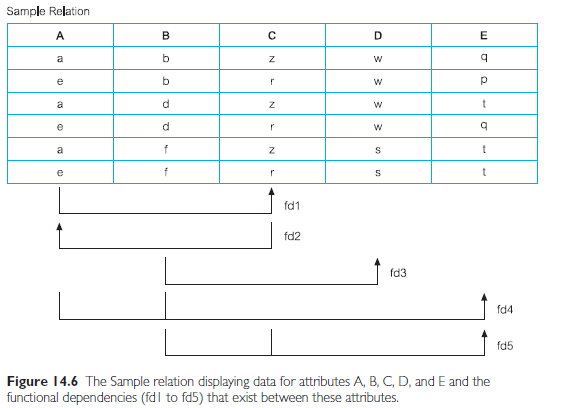 Sample Relation
A B C D E
a b z w q
e b r w p
a d z w t
e d r w q
a f z s t
e f r s t
fd1
fd2
fd3
fd4
fd5
Figure 14.6 The Sample relation displaying data for attributes A, B, C, D, and E and the
functional dependencies (fd1 to fd5) that exist between these attributes.